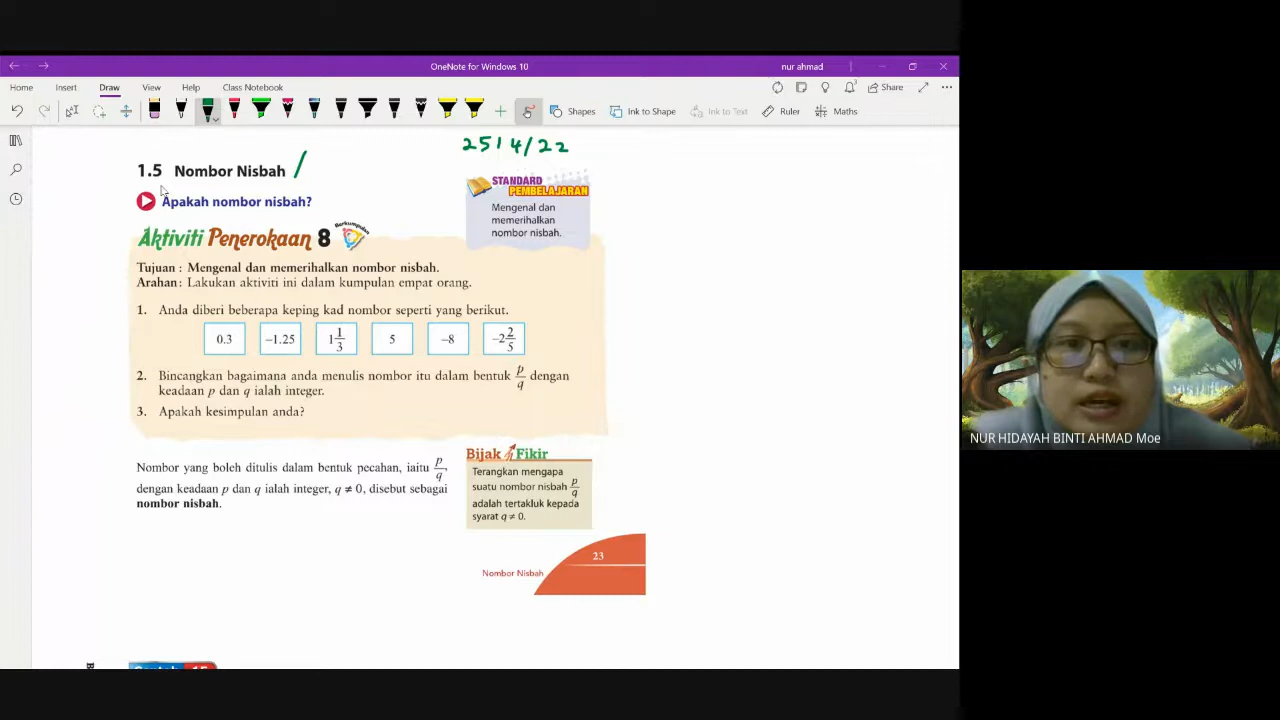 OneNote for Windows 10
nur ahmad
Home Insert Draw View Help Class Notebook
Share
Shapes Ink to Shape Ink to Text Ruler Maths
2514/22
1.5 Nombor Nisbah /
Apakah nombor nisbah?
STANDARD
PEMBELAJARAN
Mengenal dan
memerihalkan
nombor nisbah.
Aktiviti Penerokaan 8
Berkumpulan
Tujuan : Mengenal dan memerihalkan nombor nisbah.
Arahan : Lakukan aktiviti ini dalam kumpulan empat orang.
1. Anda diberi beberapa keping kad nombor seperti yang berikut.
0.3 –1.25 1 1/3 5 –8 –2 2/5
2. Bincangkan bagaimana anda menulis nombor itu dalam bentuk p/q dengan
keadaan p dan q ialah integer.
3. Apakah kesimpulan anda?
Nombor yang boleh ditulis dalam bentuk pecahan, iaitu p/q,
dengan keadaan p dan q ialah integer, q ≠ 0, disebut sebagai
nombor nisbah.
Bijak Fikir
Terangkan mengapa
suatu nombor nisbah p/q
adalah tertakluk kepada
syarat q ≠ 0.
23
Nombor Nisbah
NUR HIDAYAH BINTI AHMAD Moe